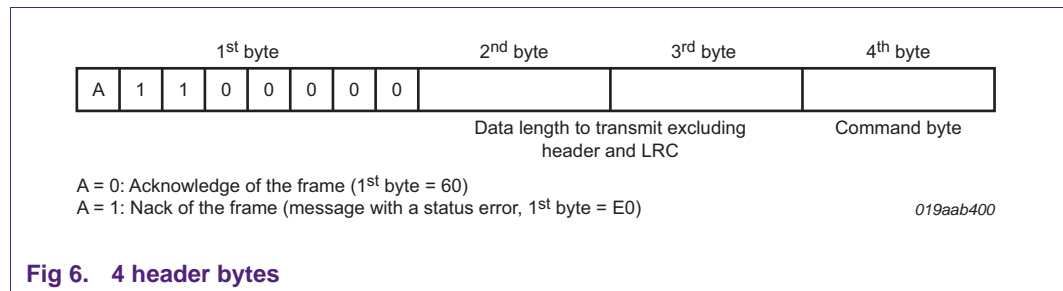 1st byte 2nd byte 3rd byte 4th byte
A 1 1 0 0 0 0 0
Data length to transmit excluding Command byte
header and LRC
A = 0: Acknowledge of the frame (1st byte = 60)
A = 1: Nack of the frame (message with a status error, 1st byte = E0) 019aab400
Fig 6. 4 header bytes